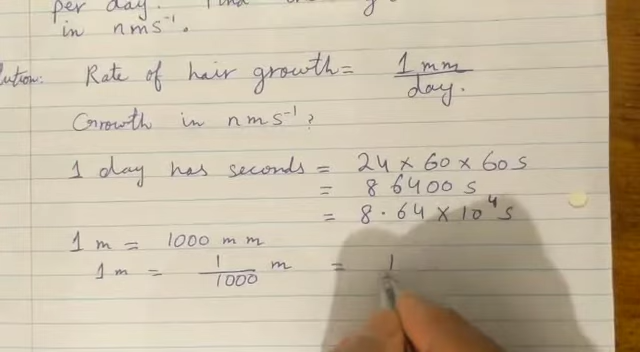 per day.
in nms⁻¹.
lution: Rate of hair growth = 1 mm / day.
Growth in nms⁻¹?
1 day has seconds = 24 × 60 × 60 s
= 86400 s
= 8.64 × 10⁴ s
1 m = 1000 mm
1 m = 1/1000 m = 1